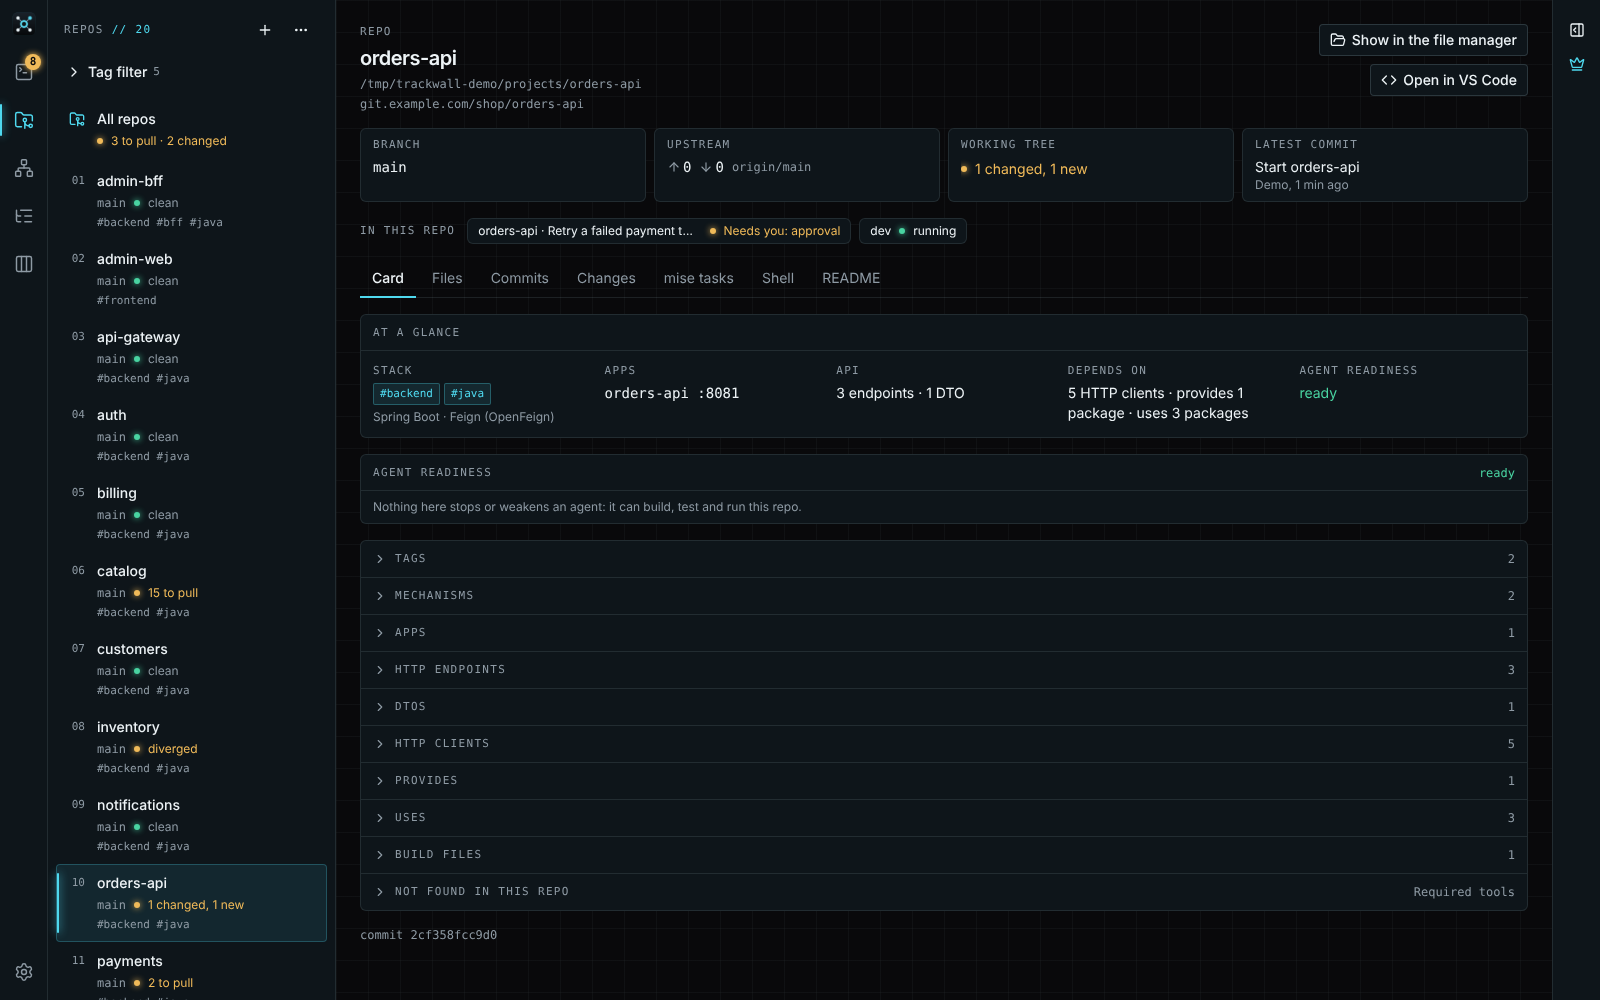 8
REPOS // 20
Tag filter 5
All repos
3 to pull · 2 changed
01 admin-bff
main clean
#backend #bff #java
02 admin-web
main clean
#frontend
03 api-gateway
main clean
#backend #java
04 auth
main clean
#backend #java
05 billing
main clean
#backend #java
06 catalog
main 15 to pull
#backend #java
07 customers
main clean
#backend #java
08 inventory
main diverged
#backend #java
09 notifications
main clean
#backend #java
10 orders-api
main 1 changed, 1 new
#backend #java
11 payments
main 2 to pull
REPO
orders-api
/tmp/trackwall-demo/projects/orders-api
git.example.com/shop/orders-api
Show in the file manager
Open in VS Code
BRANCH
main
UPSTREAM
↑ 0 ↓ 0 origin/main
WORKING TREE
1 changed, 1 new
LATEST COMMIT
Start orders-api
Demo, 1 min ago
IN THIS REPO orders-api · Retry a failed payment t... Needs you: approval dev running
Card Files Commits Changes mise tasks Shell README
AT A GLANCE
STACK
#backend #java
Spring Boot · Feign (OpenFeign)
APPS
orders-api :8081
API
3 endpoints · 1 DTO
DEPENDS ON
5 HTTP clients · provides 1
package · uses 3 packages
AGENT READINESS
ready
AGENT READINESS ready
Nothing here stops or weakens an agent: it can build, test and run this repo.
TAGS 2
MECHANISMS 2
APPS 1
HTTP ENDPOINTS 3
DTOS 1
HTTP CLIENTS 5
PROVIDES 1
USES 3
BUILD FILES 1
NOT FOUND IN THIS REPO Required tools
commit 2cf358fcc9d0